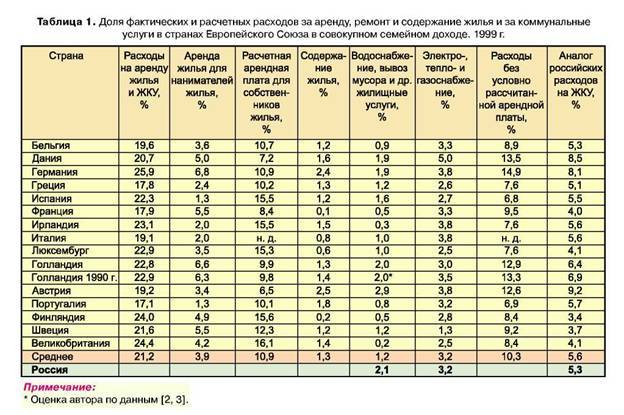 Таблица 1. Доля фактических и расчетных расходов за аренду, ремонт и содержание жилья и за коммунальные
услуги в странах Европейского Союза в совокупном семейном доходе. 1999 г.
Страна Расходы на аренду жилья и ЖКУ, % Аренда жилья для нанимателей жилья, % Расчетная арендная плата для собственников жилья, % Содержание жилья, % Водоснабжение, вывоз мусора и др. жилищные услуги, % Электро-, тепло- и газоснабжение, % Расходы без условно рассчитанной арендной платы, % Аналог российских расходов на ЖКУ, %
Бельгия 19,6 3,6 10,7 1,2 0,9 3,3 8,9 5,3
Дания 20,7 5,0 7,2 1,6 1,9 5,0 13,5 8,5
Германия 25,9 6,8 10,9 2,4 1,9 3,8 14,9 8,1
Греция 17,8 2,4 10,2 1,3 1,2 2,6 7,6 5,1
Испания 22,3 1,3 15,5 1,2 1,6 2,7 6,8 5,5
Франция 17,9 5,5 8,4 0,1 0,5 3,3 9,5 4,0
Ирландия 23,1 2,0 15,5 1,5 0,3 3,8 7,6 5,6
Италия 19,1 2,0 н. д. 0,8 1,0 3,8 н. д. 5,6
Люксембург 22,9 3,5 15,3 0,6 1,0 2,5 7,6 4,1
Голландия 22,8 6,6 9,9 1,3 2,0 3,0 12,9 6,4
Голландия 1990 г. 22,9 6,3 9,8 1,4 2,0* 3,5 13,3 6,9
Австрия 19,2 3,4 6,5 2,5 2,9 3,8 12,6 9,2
Португалия 17,1 1,3 10,1 1,8 0,8 3,2 6,9 5,7
Финляндия 24,0 4,9 15,6 0,2 0,5 2,8 8,4 3,4
Швеция 21,6 5,5 12,3 1,2 1,2 1,3 9,2 3,7
Великобритания 24,4 4,2 16,1 1,4 0,2 2,5 8,4 4,1
Среднее 21,2 3,9 10,9 1,3 1,2 3,2 10,3 5,6
Россия 2,1 3,2 5,3
Примечание:
* Оценка автора по данным [2, 3].